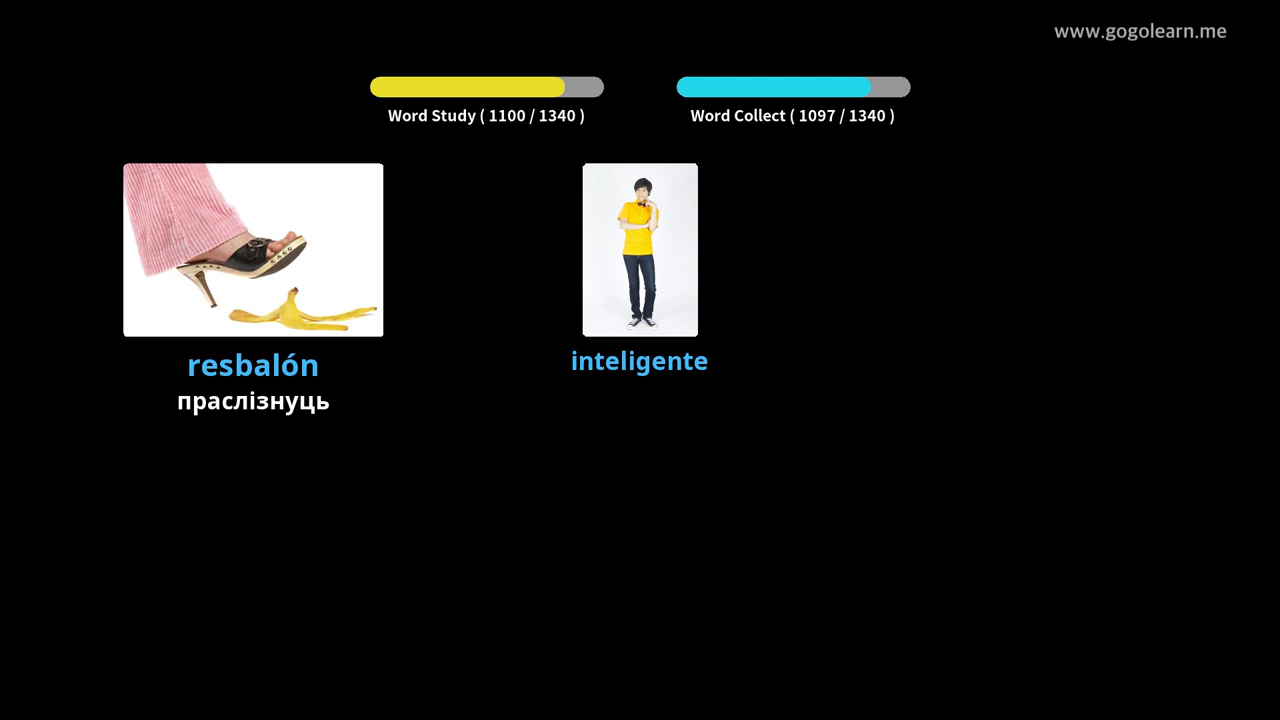 www.gogolearn.me
Word Study ( 1100 / 1340 )
Word Collect ( 1097 / 1340 )
resbalón
праслізнуць
inteligente